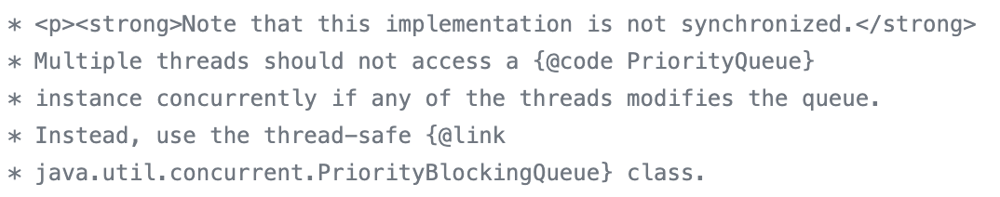 * <p><strong>Note that this implementation is not synchronized.</strong>
* Multiple threads should not access a {@code PriorityQueue}
* instance concurrently if any of the threads modifies the queue.
* Instead, use the thread-safe {@link
* java.util.concurrent.PriorityBlockingQueue} class.